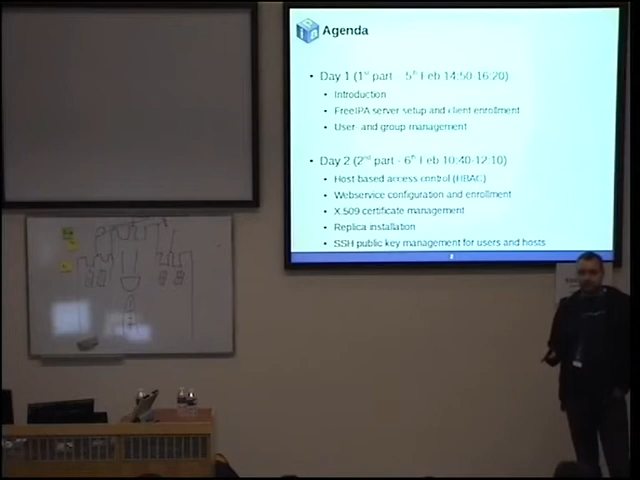 Agenda
• Day 1 (1st part - 5th Feb 14:50-16:20)
• Introduction
• FreeIPA server setup and client enrollment
• User- and group management
• Day 2 (2nd part - 6th Feb 10:40-12:10)
• Host based access control (HBAC)
• Webservice configuration and enrollment
• X.509 certificate management
• Replica installation
• SSH public key management for users and hosts